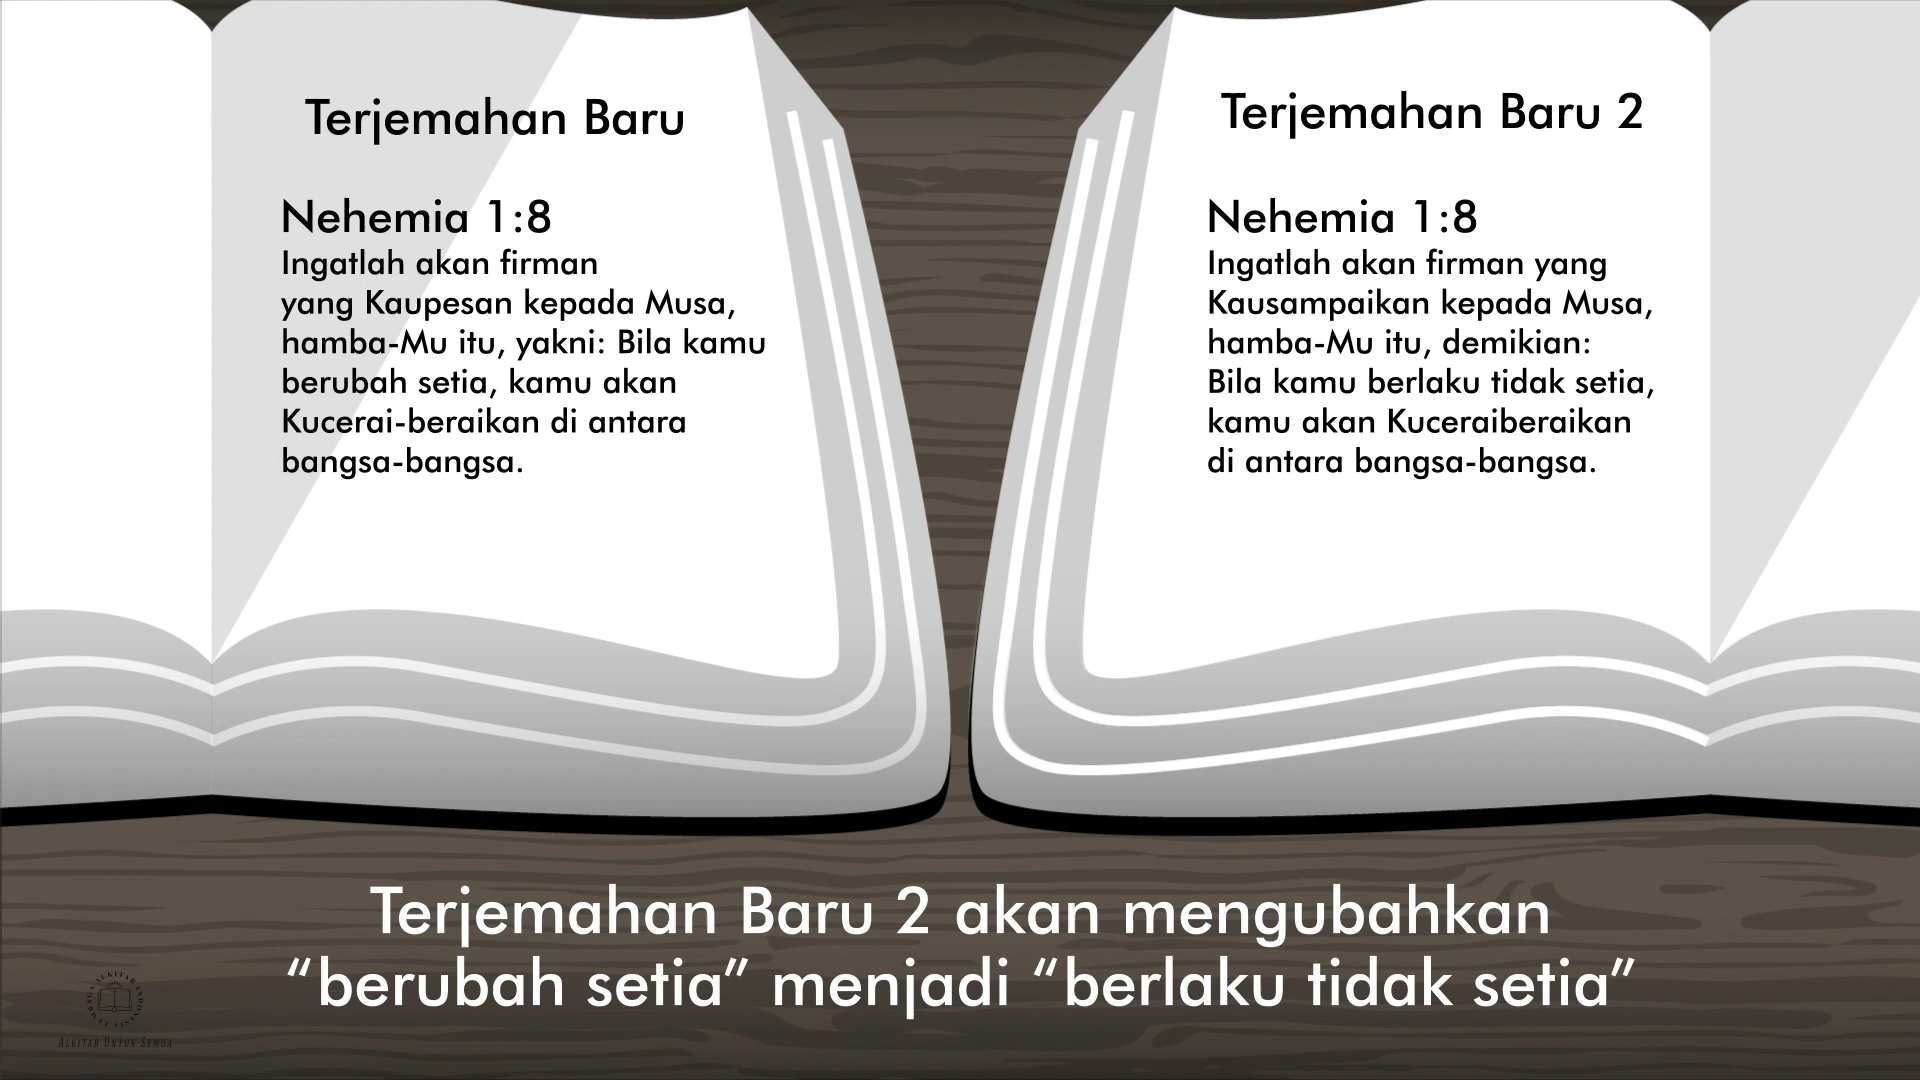 Terjemahan Baru
Nehemia 1:8
Ingatlah akan firman
yang Kaupesan kepada Musa,
hamba-Mu itu, yakni: Bila kamu
berubah setia, kamu akan
Kucerai-beraikan di antara
bangsa-bangsa.
Terjemahan Baru 2
Nehemia 1:8
Ingatlah akan firman yang
Kausampaikan kepada Musa,
hamba-Mu itu, demikian:
Bila kamu berlaku tidak setia,
kamu akan Kuceraiberaikan
di antara bangsa-bangsa.
Terjemahan Baru 2 akan mengubahkan
“berubah setia” menjadi “berlaku tidak setia”
LEMBAGA ALKITAB INDONESIA
ALKITAB UNTUK SEMUA